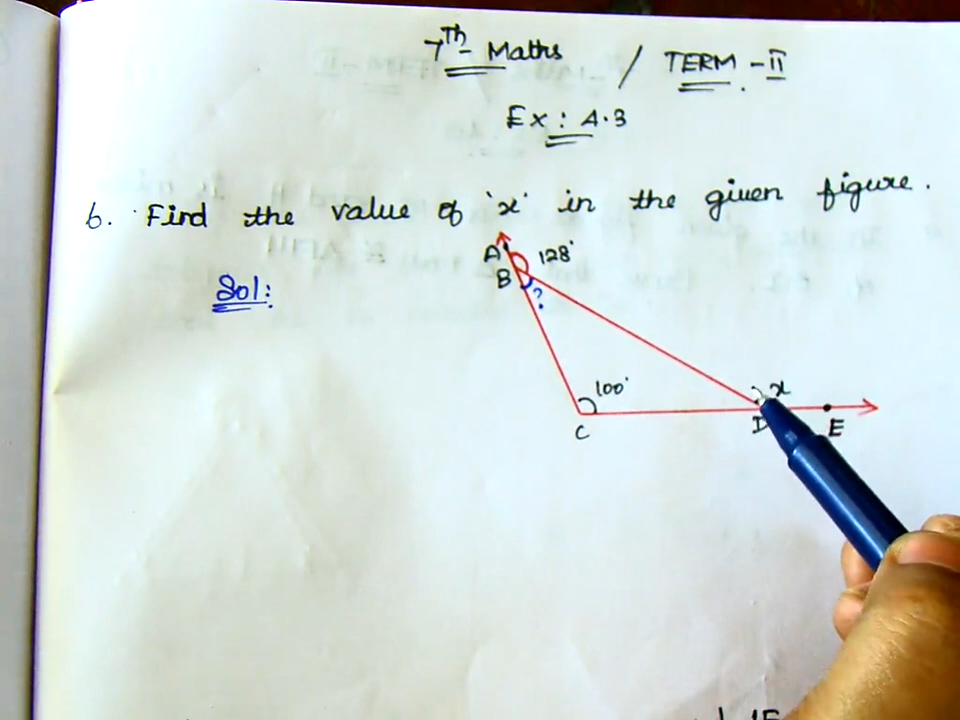 7th - Maths / TERM - II
Ex : 4.3
6. Find the value of 'x' in the given figure.
A 128°
B
Sol:
?
100° x
C D E